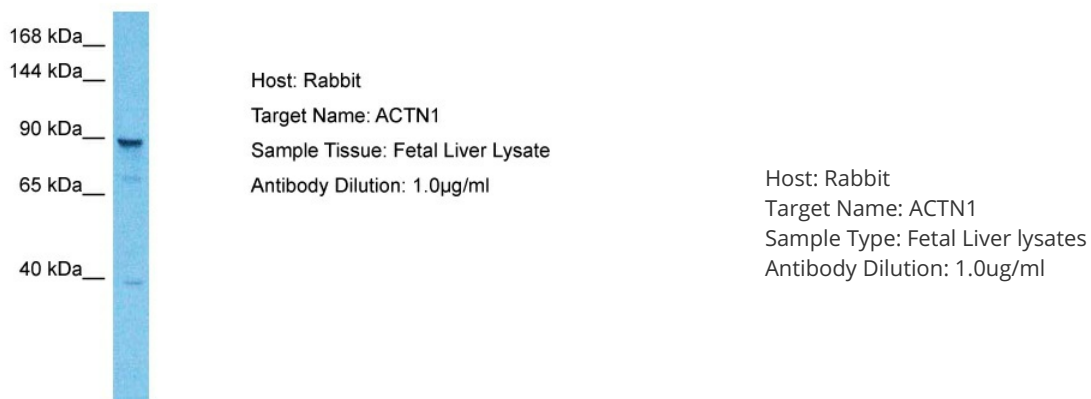 168 kDa__
144 kDa__
90 kDa__
65 kDa__
40 kDa__
Host: Rabbit
Target Name: ACTN1
Sample Tissue: Fetal Liver Lysate
Antibody Dilution: 1.0µg/ml
Host: Rabbit
Target Name: ACTN1
Sample Type: Fetal Liver lysates
Antibody Dilution: 1.0ug/ml